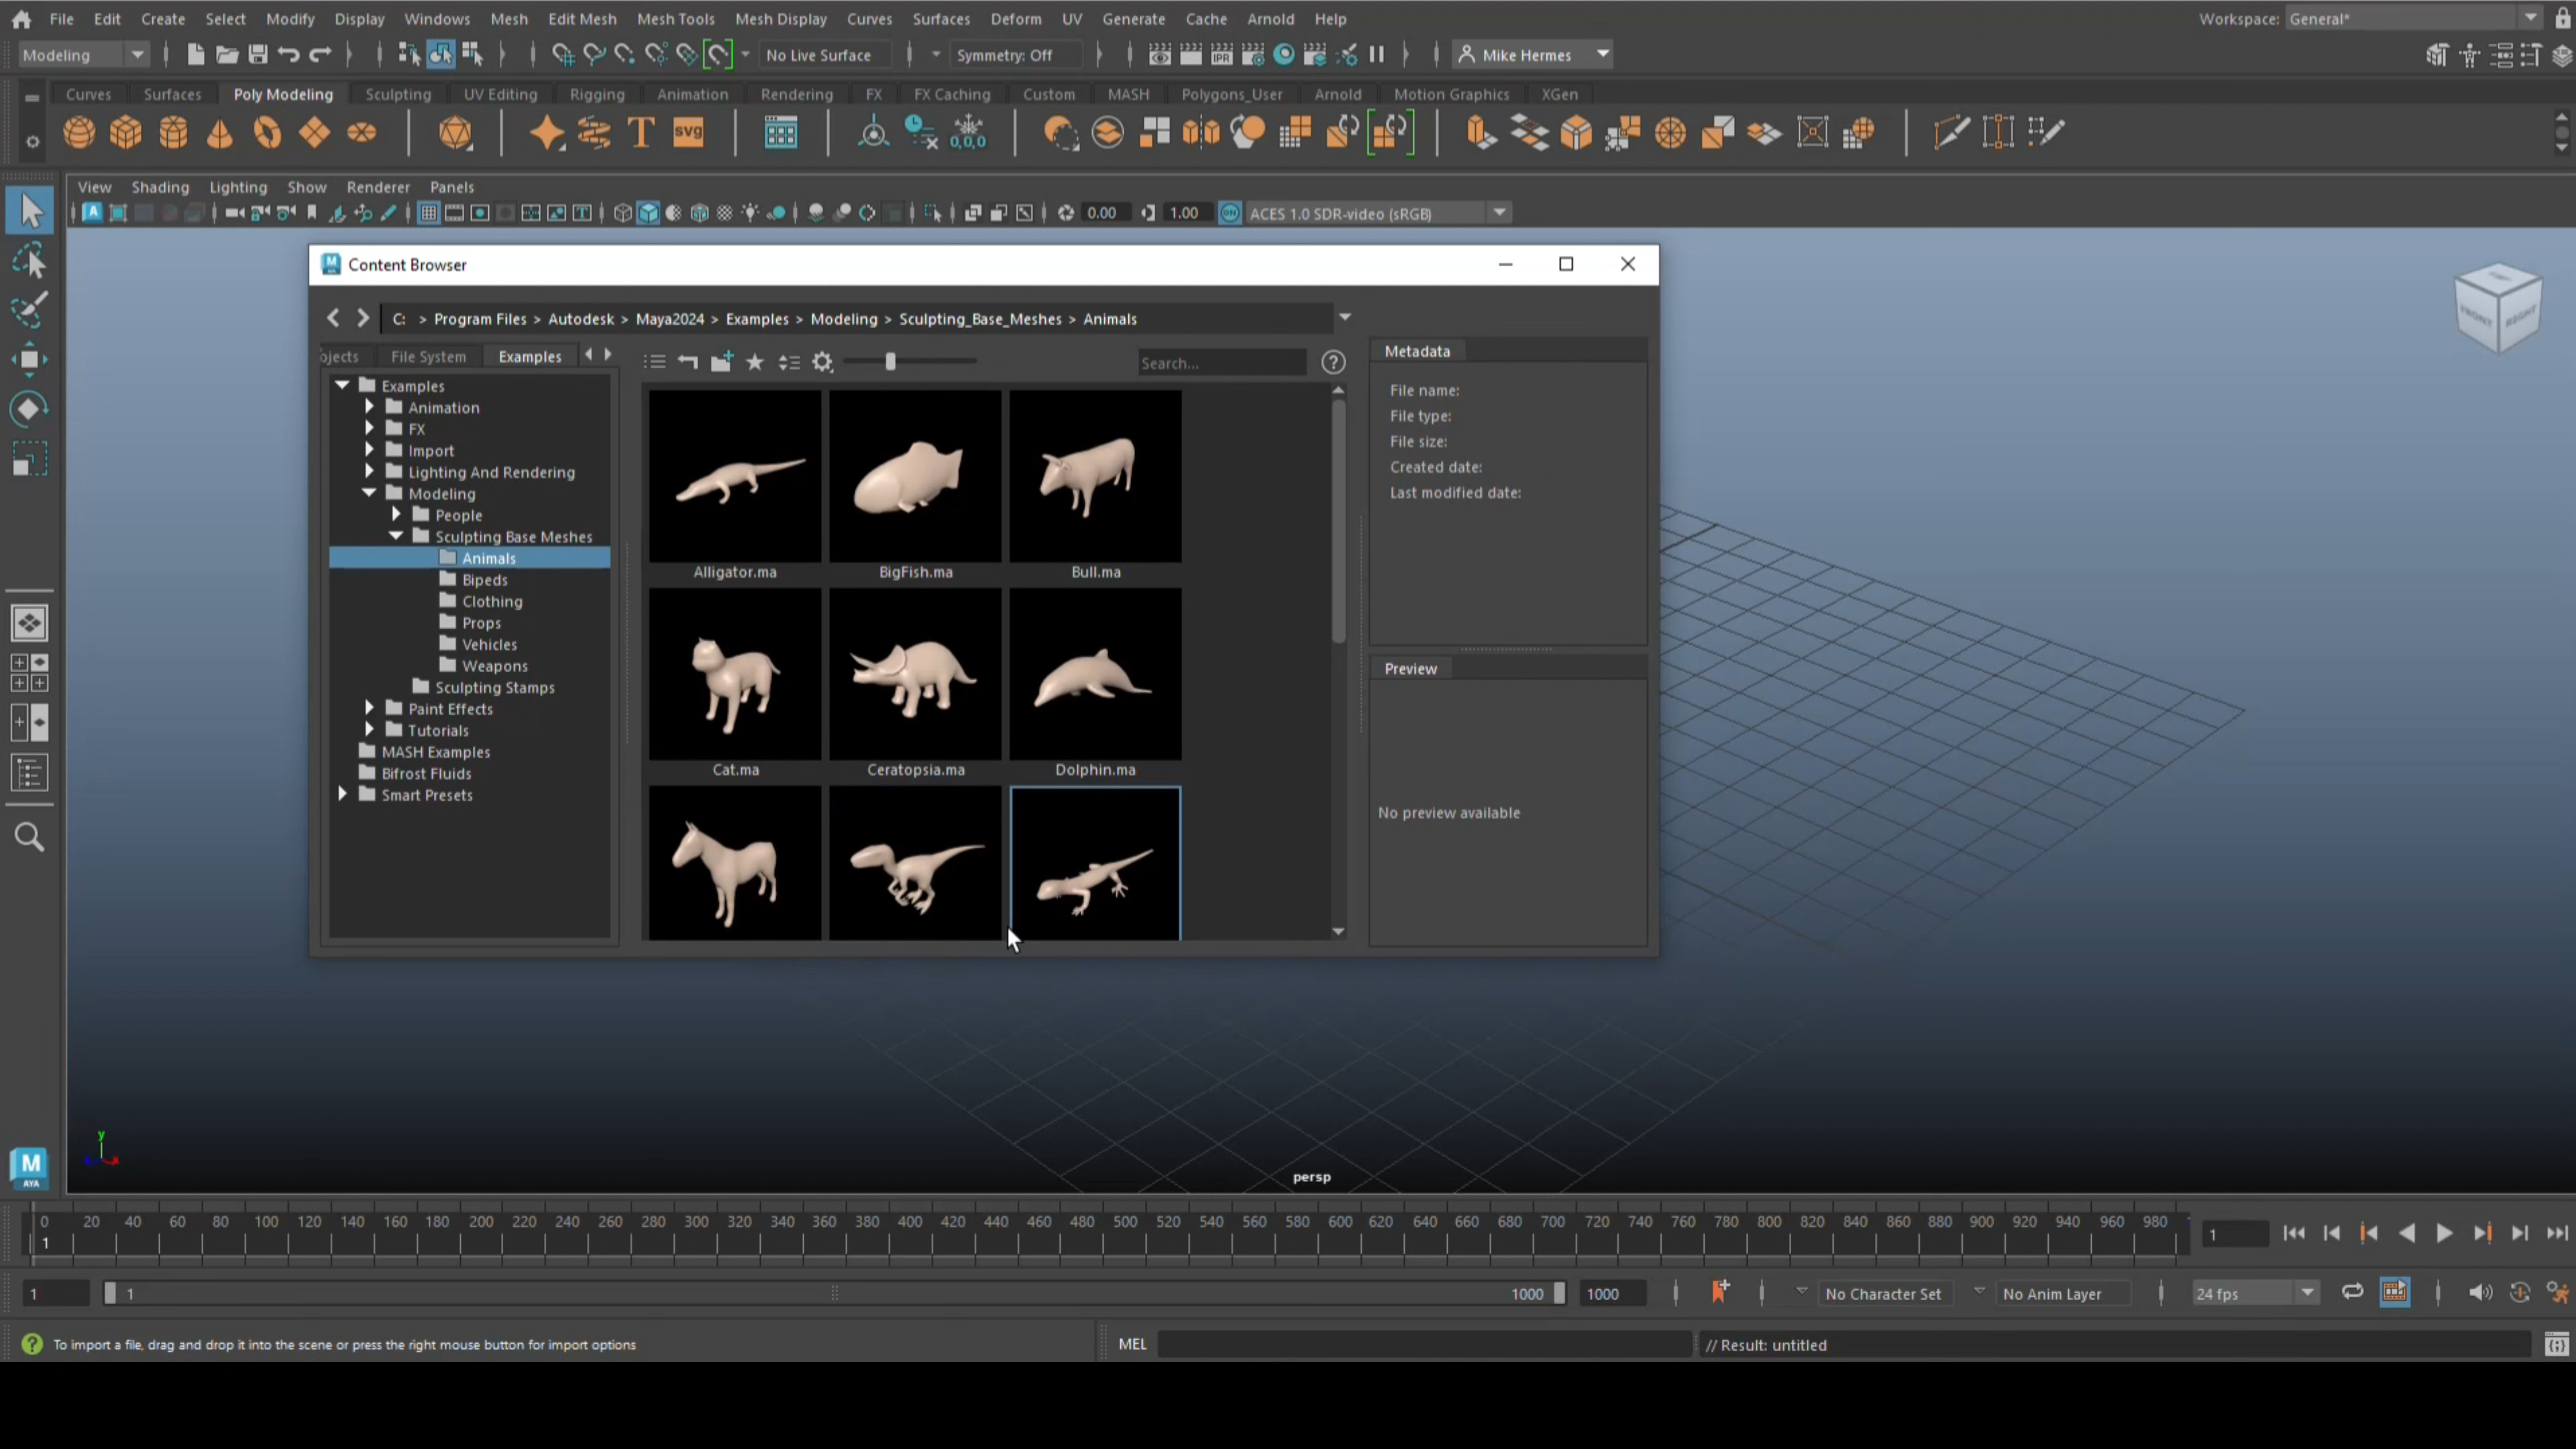 File Edit Create Select Modify Display Windows Mesh Edit Mesh Mesh Tools Mesh Display Curves Surfaces Deform UV Generate Cache Arnold Help Workspace: General*
Modeling No Live Surface Symmetry: Off IPR Mike Hermes
Curves Surfaces Poly Modeling Sculpting UV Editing Rigging Animation Rendering FX FX Caching Custom MASH Polygons_User Arnold Motion Graphics XGen
T svg 0,0,0
View Shading Lighting Show Renderer Panels
0.00 1.00 ON ACES 1.0 SDR-video (sRGB)
FRONT RIGHT
Content Browser
C: > Program Files > Autodesk > Maya2024 > Examples > Modeling > Sculpting_Base_Meshes > Animals
ojects File System Examples Search... ?
Metadata
File name:
File type:
File size:
Created date:
Last modified date:
Examples
Animation
FX
Import
Lighting And Rendering
Modeling
People
Sculpting Base Meshes
Animals
Bipeds
Clothing
Props
Vehicles
Weapons
Sculpting Stamps
Paint Effects
Tutorials
MASH Examples
Bifrost Fluids
Smart Presets
Alligator.ma BigFish.ma Bull.ma
Cat.ma Ceratopsia.ma Dolphin.ma
Preview
No preview available
y
M
AYA
persp
0 20 40 60 80 100 120 140 160 180 200 220 240 260 280 300 320 340 360 380 400 420 440 460 480 500 520 540 560 580 600 620 640 660 680 700 720 740 760 780 800 820 840 860 880 900 920 940 960 980
1 1
1 1 1000 1000 No Character Set No Anim Layer 24 fps
? To import a file, drag and drop it into the scene or press the right mouse button for import options MEL // Result: untitled